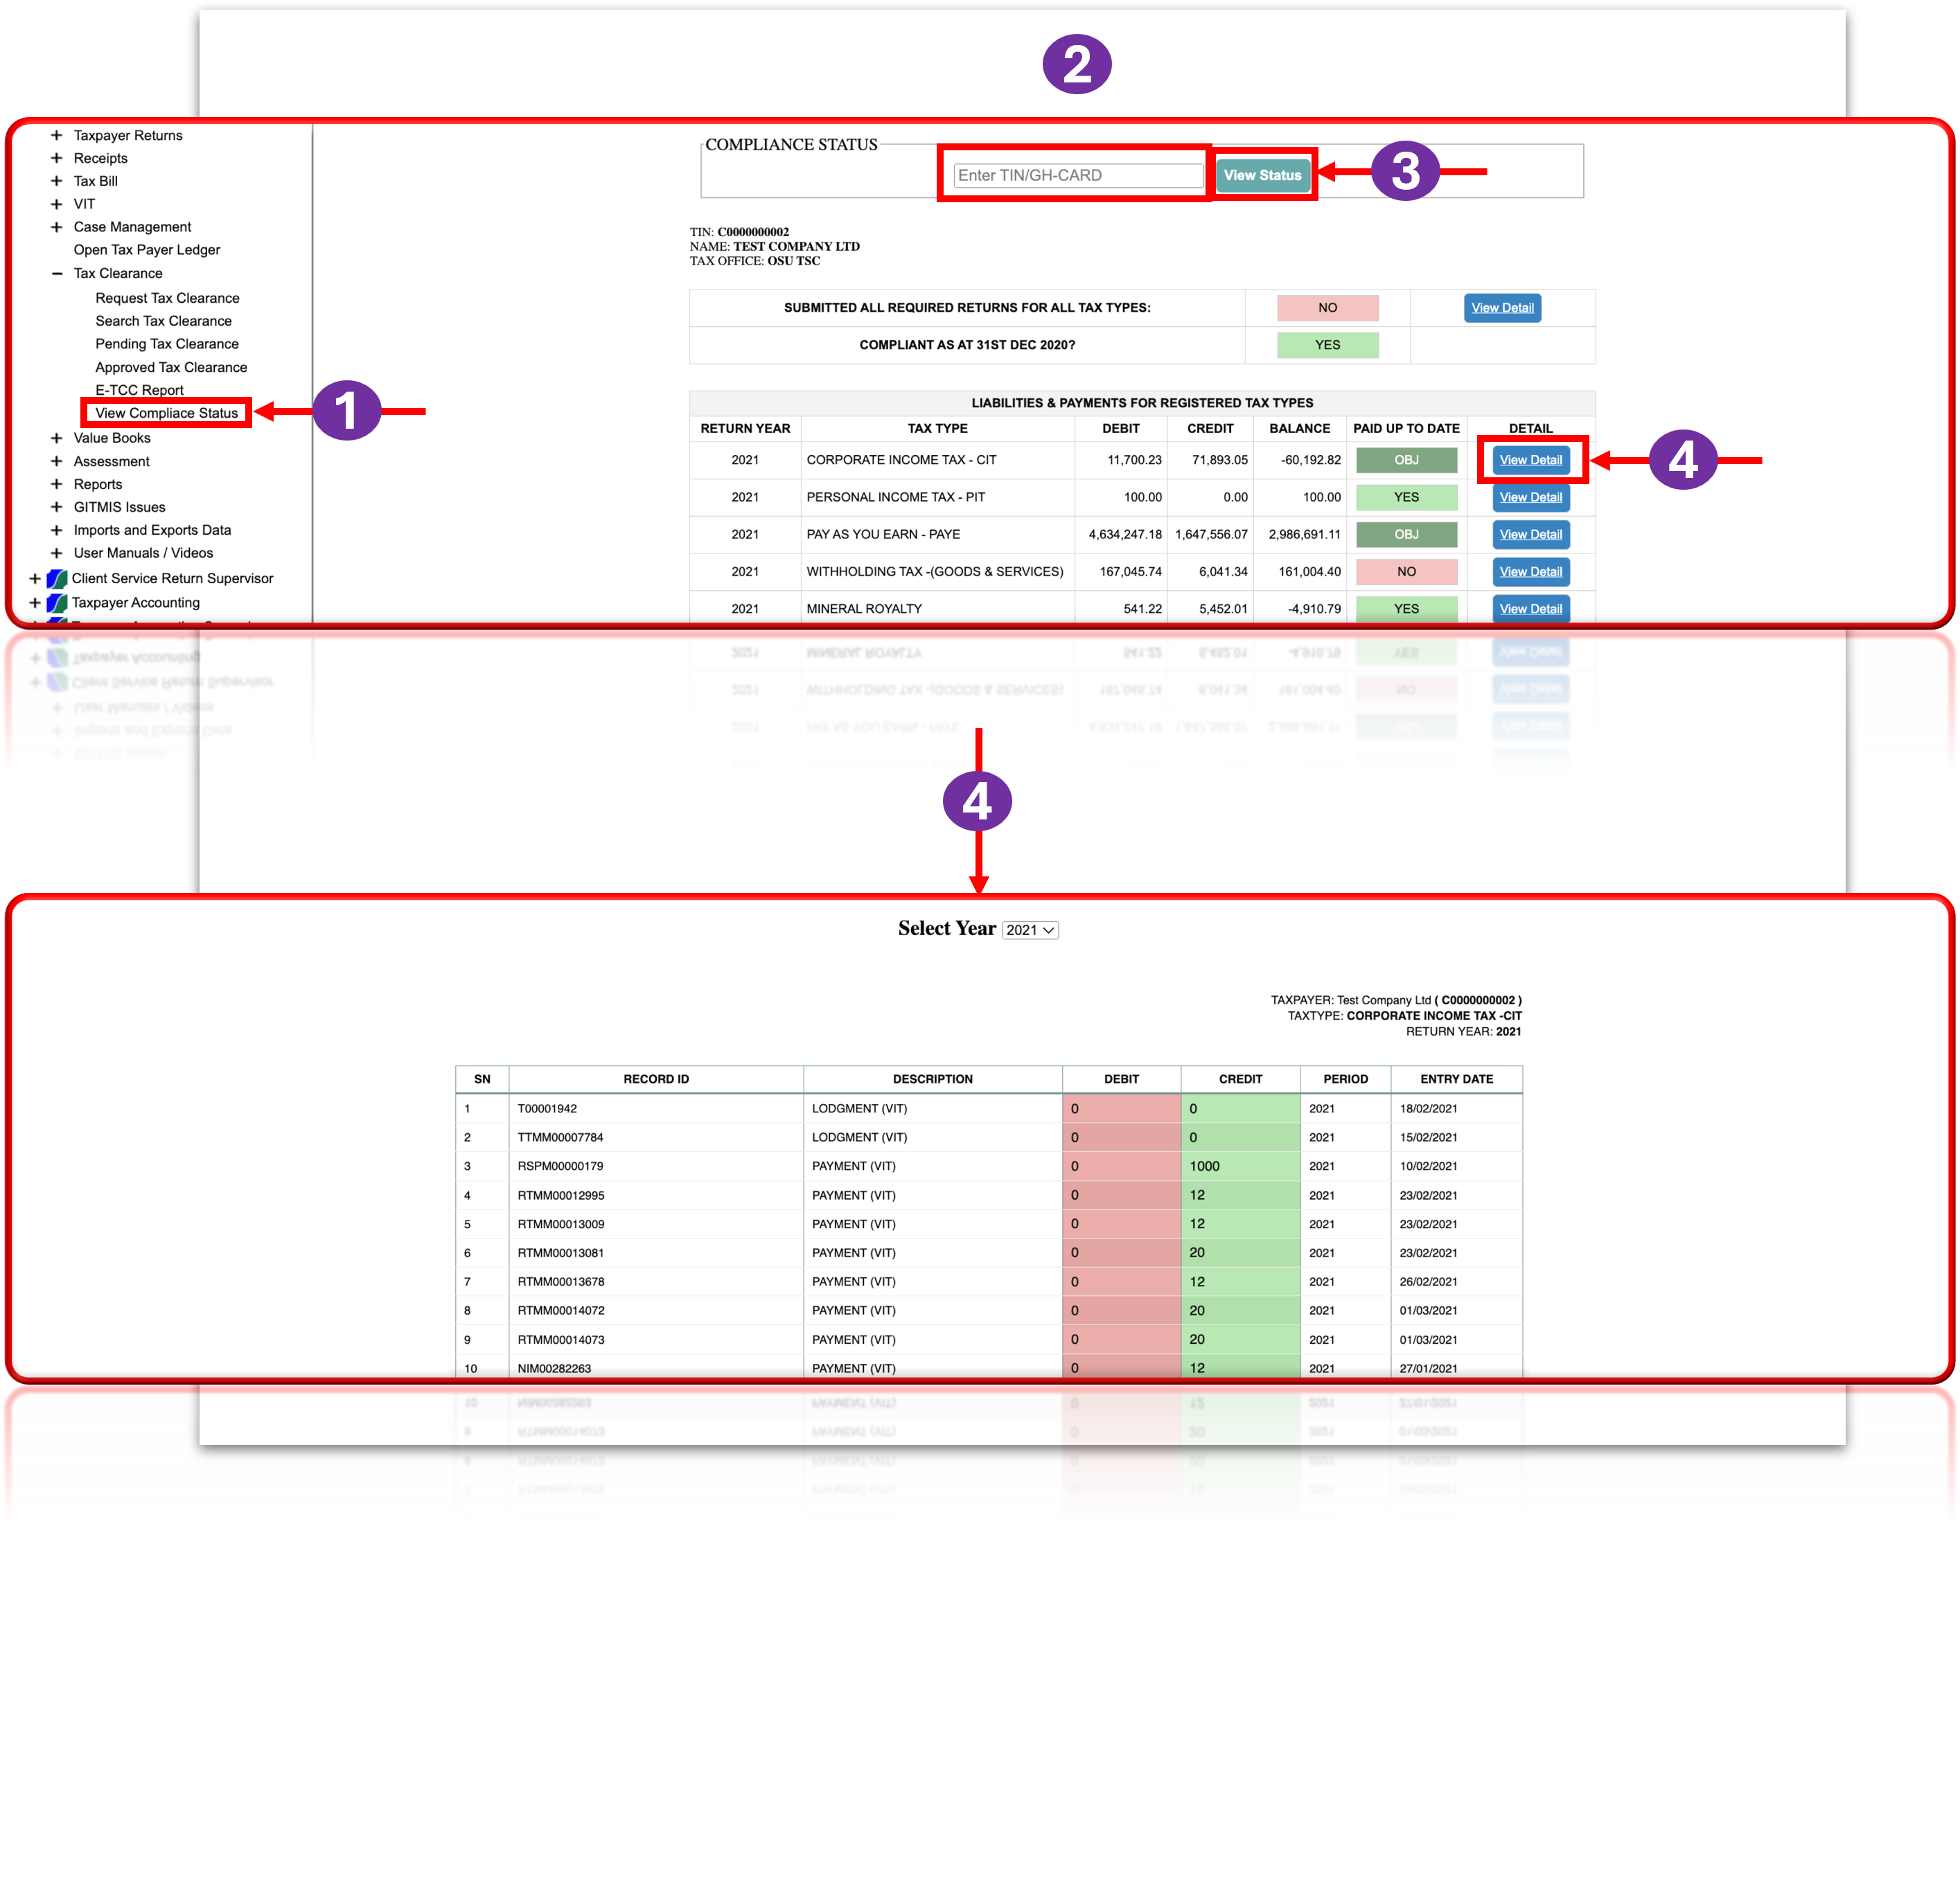 2
Taxpayer Returns
Receipts
Tax Bill
VIT
Case Management
Open Tax Payer Ledger
Tax Clearance
Request Tax Clearance
Search Tax Clearance
Pending Tax Clearance
Approved Tax Clearance
E-TCC Report
View Compliace Status
1
Value Books
Assessment
Reports
GITMIS Issues
Imports and Exports Data
User Manuals / Videos
Client Service Return Supervisor
Taxpayer Accounting
COMPLIANCE STATUS
Enter TIN/GH-CARD View Status 3
TIN: C0000000002
NAME: TEST COMPANY LTD
TAX OFFICE: OSU TSC
SUBMITTED ALL REQUIRED RETURNS FOR ALL TAX TYPES: NO View Detail
COMPLIANT AS AT 31ST DEC 2020? YES
LIABILITIES & PAYMENTS FOR REGISTERED TAX TYPES
RETURN YEAR TAX TYPE DEBIT CREDIT BALANCE PAID UP TO DATE DETAIL
2021 CORPORATE INCOME TAX - CIT 11,700.23 71,893.05 -60,192.82 OBJ View Detail 4
2021 PERSONAL INCOME TAX - PIT 100.00 0.00 100.00 YES View Detail
2021 PAY AS YOU EARN - PAYE 4,634,247.18 1,647,556.07 2,986,691.11 OBJ View Detail
2021 WITHHOLDING TAX -(GOODS & SERVICES) 167,045.74 6,041.34 161,004.40 NO View Detail
2021 MINERAL ROYALTY 541.22 5,452.01 -4,910.79 YES View Detail
4
Select Year 2021
TAXPAYER: Test Company Ltd ( C0000000002 )
TAXTYPE: CORPORATE INCOME TAX -CIT
RETURN YEAR: 2021
SN RECORD ID DESCRIPTION DEBIT CREDIT PERIOD ENTRY DATE
1 T00001942 LODGMENT (VIT) 0 0 2021 18/02/2021
2 TTMM00007784 LODGMENT (VIT) 0 0 2021 15/02/2021
3 RSPM00000179 PAYMENT (VIT) 0 1000 2021 10/02/2021
4 RTMM00012995 PAYMENT (VIT) 0 12 2021 23/02/2021
5 RTMM00013009 PAYMENT (VIT) 0 12 2021 23/02/2021
6 RTMM00013081 PAYMENT (VIT) 0 20 2021 23/02/2021
7 RTMM00013678 PAYMENT (VIT) 0 12 2021 26/02/2021
8 RTMM00014072 PAYMENT (VIT) 0 20 2021 01/03/2021
9 RTMM00014073 PAYMENT (VIT) 0 20 2021 01/03/2021
10 NIM00282263 PAYMENT (VIT) 0 12 2021 27/01/2021